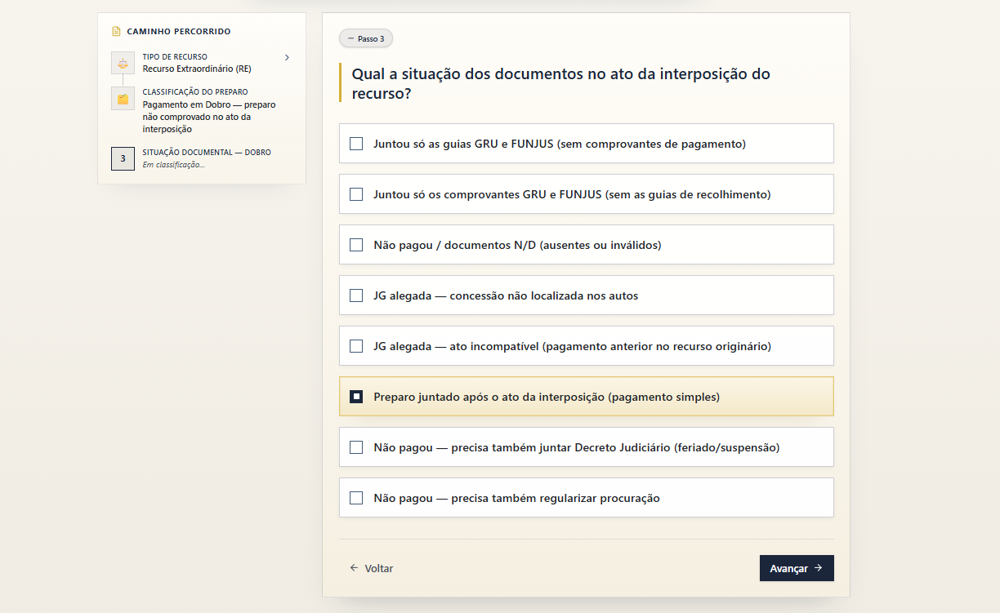 CAMINHO PERCORRIDO
TIPO DE RECURSO
Recurso Extraordinário (RE)
CLASSIFICAÇÃO DO PREPARO
Pagamento em Dobro — preparo
não comprovado no ato da
interposição
3
SITUAÇÃO DOCUMENTAL — DOBRO
Em classificação...
— Passo 3
Qual a situação dos documentos no ato da interposição do
recurso?
Juntou só as guias GRU e FUNJUS (sem comprovantes de pagamento)
Juntou só os comprovantes GRU e FUNJUS (sem as guias de recolhimento)
Não pagou / documentos N/D (ausentes ou inválidos)
JG alegada — concessão não localizada nos autos
JG alegada — ato incompatível (pagamento anterior no recurso originário)
Preparo juntado após o ato da interposição (pagamento simples)
Não pagou — precisa também juntar Decreto Judiciário (feriado/suspensão)
Não pagou — precisa também regularizar procuração
← Voltar
Avançar →